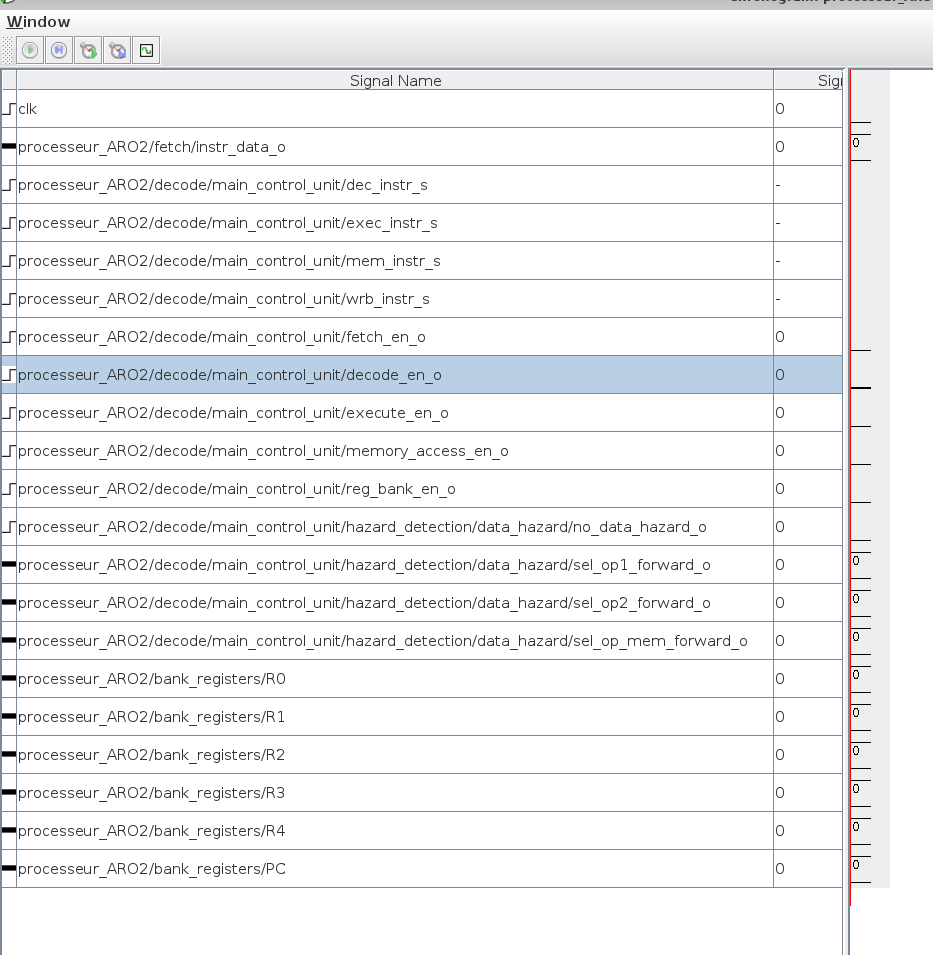 Window
Signal Name
clk 0
processeur_ARO2/fetch/instr_data_o 0 0
processeur_ARO2/decode/main_control_unit/dec_instr_s -
processeur_ARO2/decode/main_control_unit/exec_instr_s -
processeur_ARO2/decode/main_control_unit/mem_instr_s -
processeur_ARO2/decode/main_control_unit/wrb_instr_s -
processeur_ARO2/decode/main_control_unit/fetch_en_o 0
processeur_ARO2/decode/main_control_unit/decode_en_o 0
processeur_ARO2/decode/main_control_unit/execute_en_o 0
processeur_ARO2/decode/main_control_unit/memory_access_en_o 0
processeur_ARO2/decode/main_control_unit/reg_bank_en_o 0
processeur_ARO2/decode/main_control_unit/hazard_detection/data_hazard/no_data_hazard_o 0
processeur_ARO2/decode/main_control_unit/hazard_detection/data_hazard/sel_op1_forward_o 0 0
processeur_ARO2/decode/main_control_unit/hazard_detection/data_hazard/sel_op2_forward_o 0 0
processeur_ARO2/decode/main_control_unit/hazard_detection/data_hazard/sel_op_mem_forward_o 0 0
processeur_ARO2/bank_registers/R0 0 0
processeur_ARO2/bank_registers/R1 0 0
processeur_ARO2/bank_registers/R2 0 0
processeur_ARO2/bank_registers/R3 0 0
processeur_ARO2/bank_registers/R4 0 0
processeur_ARO2/bank_registers/PC 0 0